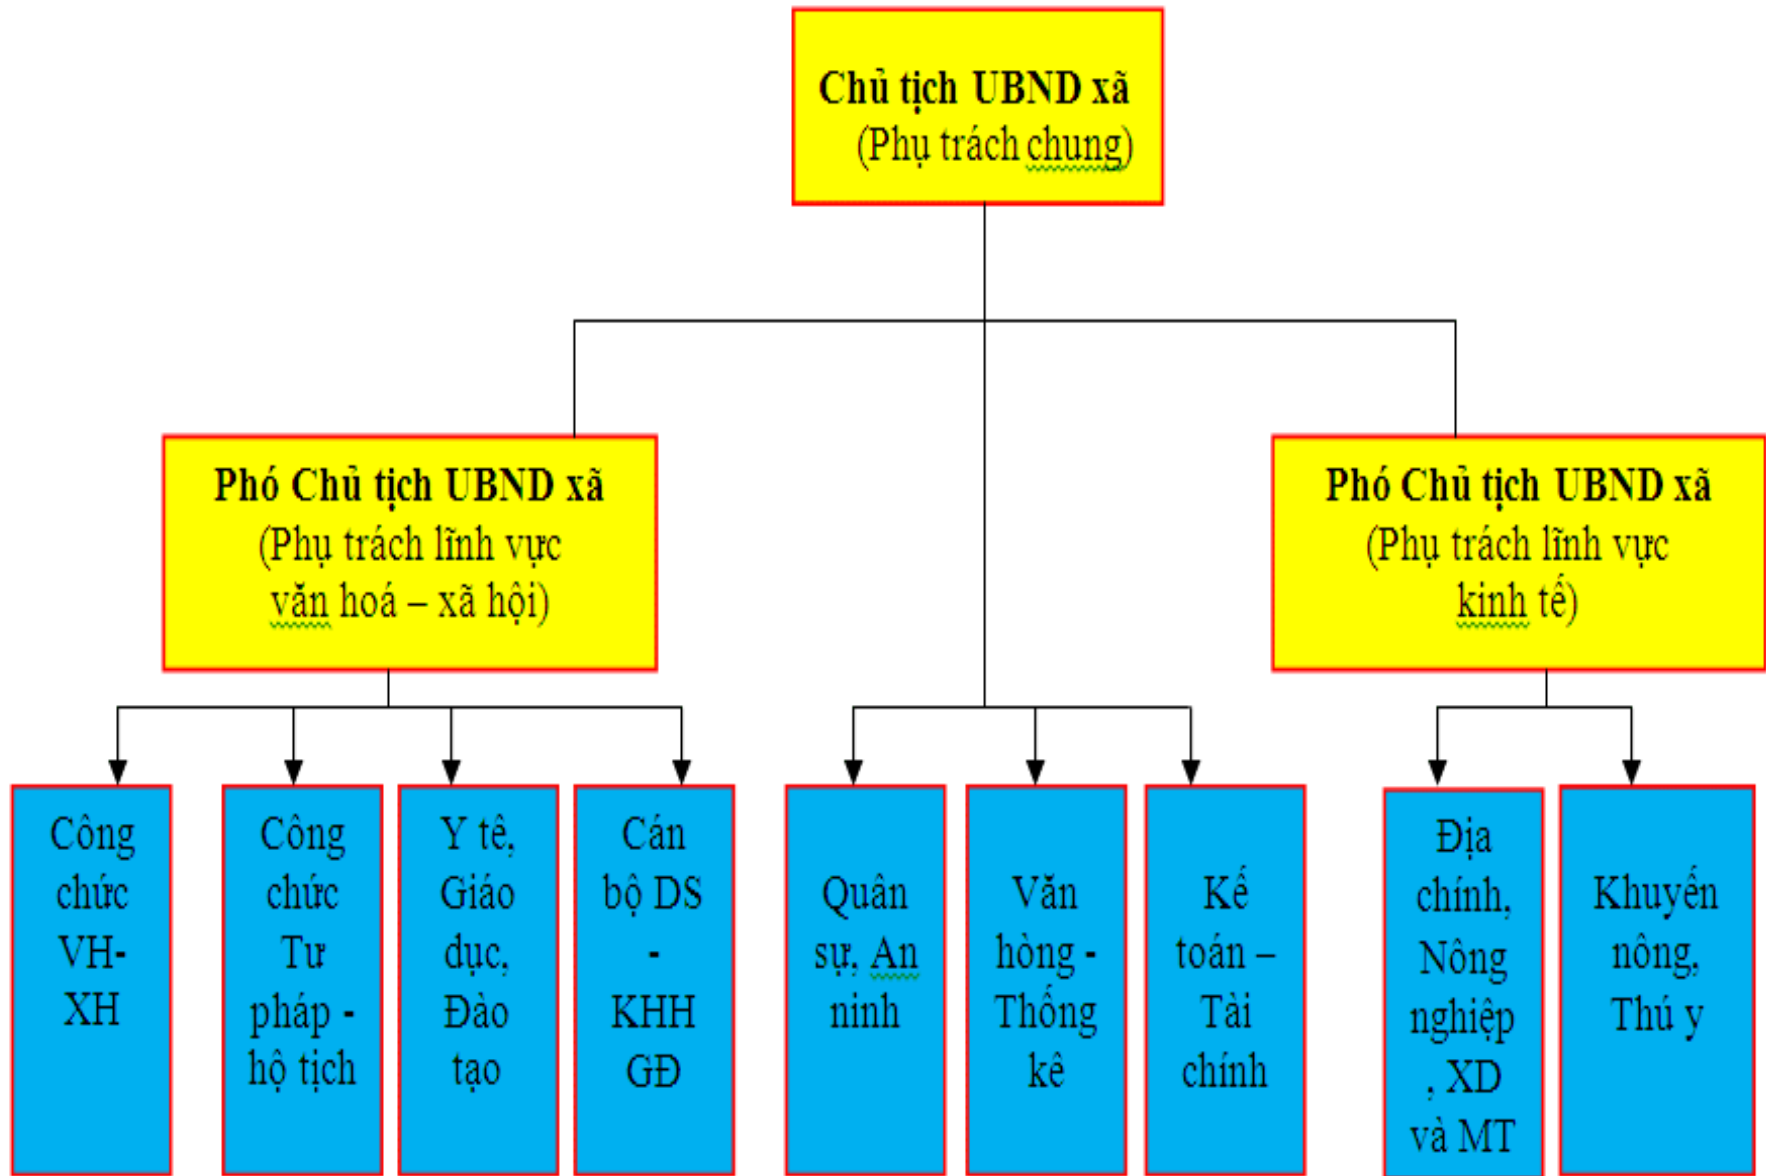 Chủ tịch UBND xã
(Phụ trách chung)
Phó Chủ tịch UBND xã
(Phụ trách lĩnh vực
văn hoá – xã hội)
Phó Chủ tịch UBND xã
(Phụ trách lĩnh vực
kinh tế)
Công
chức
VH-
XH
Công
chức
Tư
pháp -
hộ tịch
Y tê,
Giáo
dục,
Đào
tạo
Cán
bộ DS
-
KHH
GĐ
Quân
sự, An
ninh
Văn
hòng -
Thống
kê
Kế
toán –
Tài
chính
Địa
chính,
Nông
nghiệp
, XD
và MT
Khuyến
nông,
Thú y